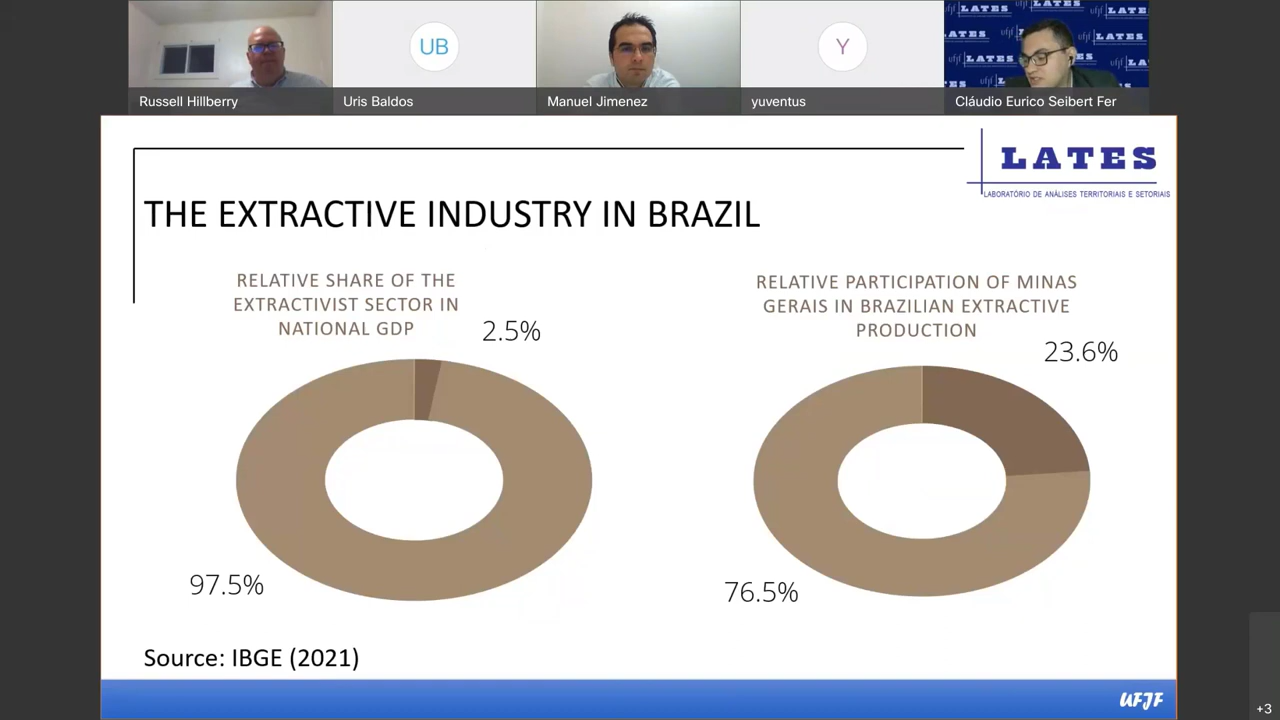 UB
Y
Russell Hillberry
Uris Baldos
Manuel Jimenez
yuventus
Cláudio Eurico Seibert Fer
LATES
LABORATÓRIO DE ANÁLISES TERRITORIAIS E SETORIAIS
THE EXTRACTIVE INDUSTRY IN BRAZIL
RELATIVE SHARE OF THE
EXTRACTIVIST SECTOR IN
NATIONAL GDP
2.5%
97.5%
RELATIVE PARTICIPATION OF MINAS
GERAIS IN BRAZILIAN EXTRACTIVE
PRODUCTION
23.6%
76.5%
Source: IBGE (2021)
UFJF
+3